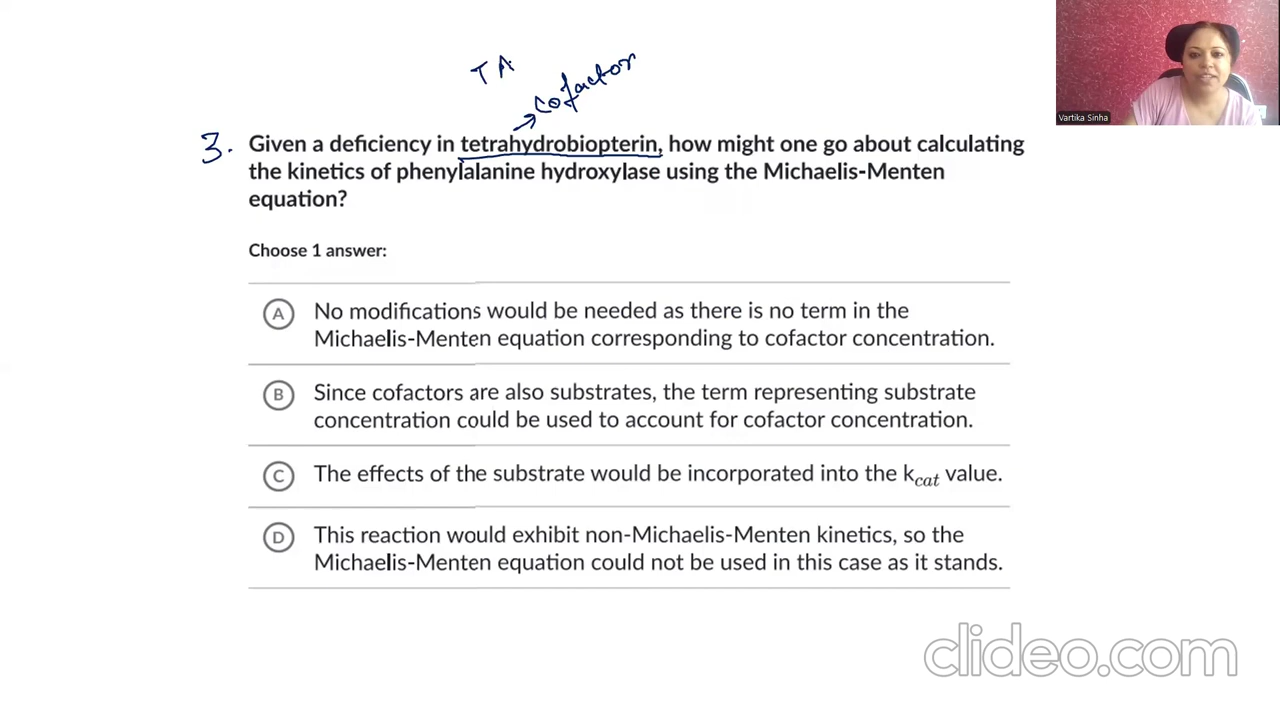 TA
cofactor
Vartika Sinha
3. Given a deficiency in tetrahydrobiopterin, how might one go about calculating
the kinetics of phenylalanine hydroxylase using the Michaelis-Menten
equation?
Choose 1 answer:
A No modifications would be needed as there is no term in the
Michaelis-Menten equation corresponding to cofactor concentration.
B Since cofactors are also substrates, the term representing substrate
concentration could be used to account for cofactor concentration.
C The effects of the substrate would be incorporated into the kcat value.
D This reaction would exhibit non-Michaelis-Menten kinetics, so the
Michaelis-Menten equation could not be used in this case as it stands.
clideo.com